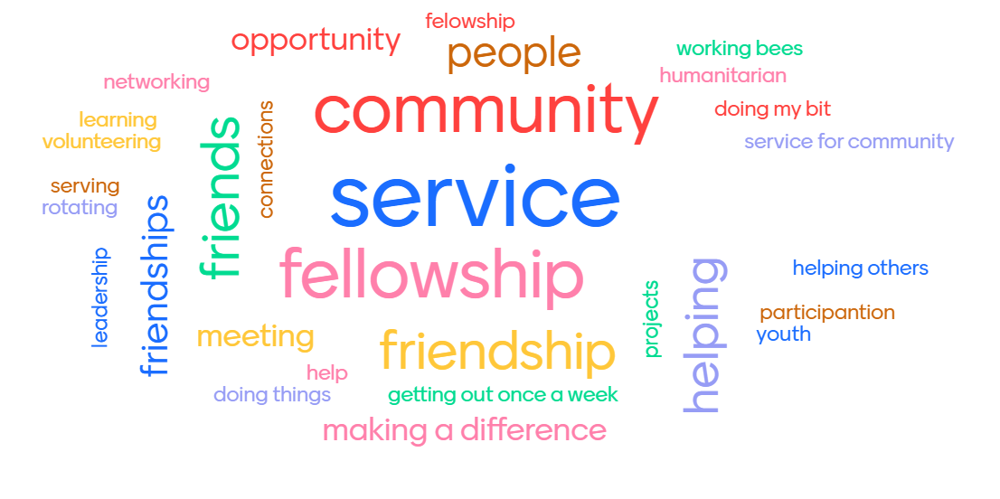 felowship
opportunity
people
working bees
humanitarian
networking
community
doing my bit
learning
connections
friends
volunteering
service for community
service
serving
rotating
friendships
leadership
fellowship
helping
helping others
projects
participantion
meeting
friendship
youth
help
doing things
getting out once a week
making a difference